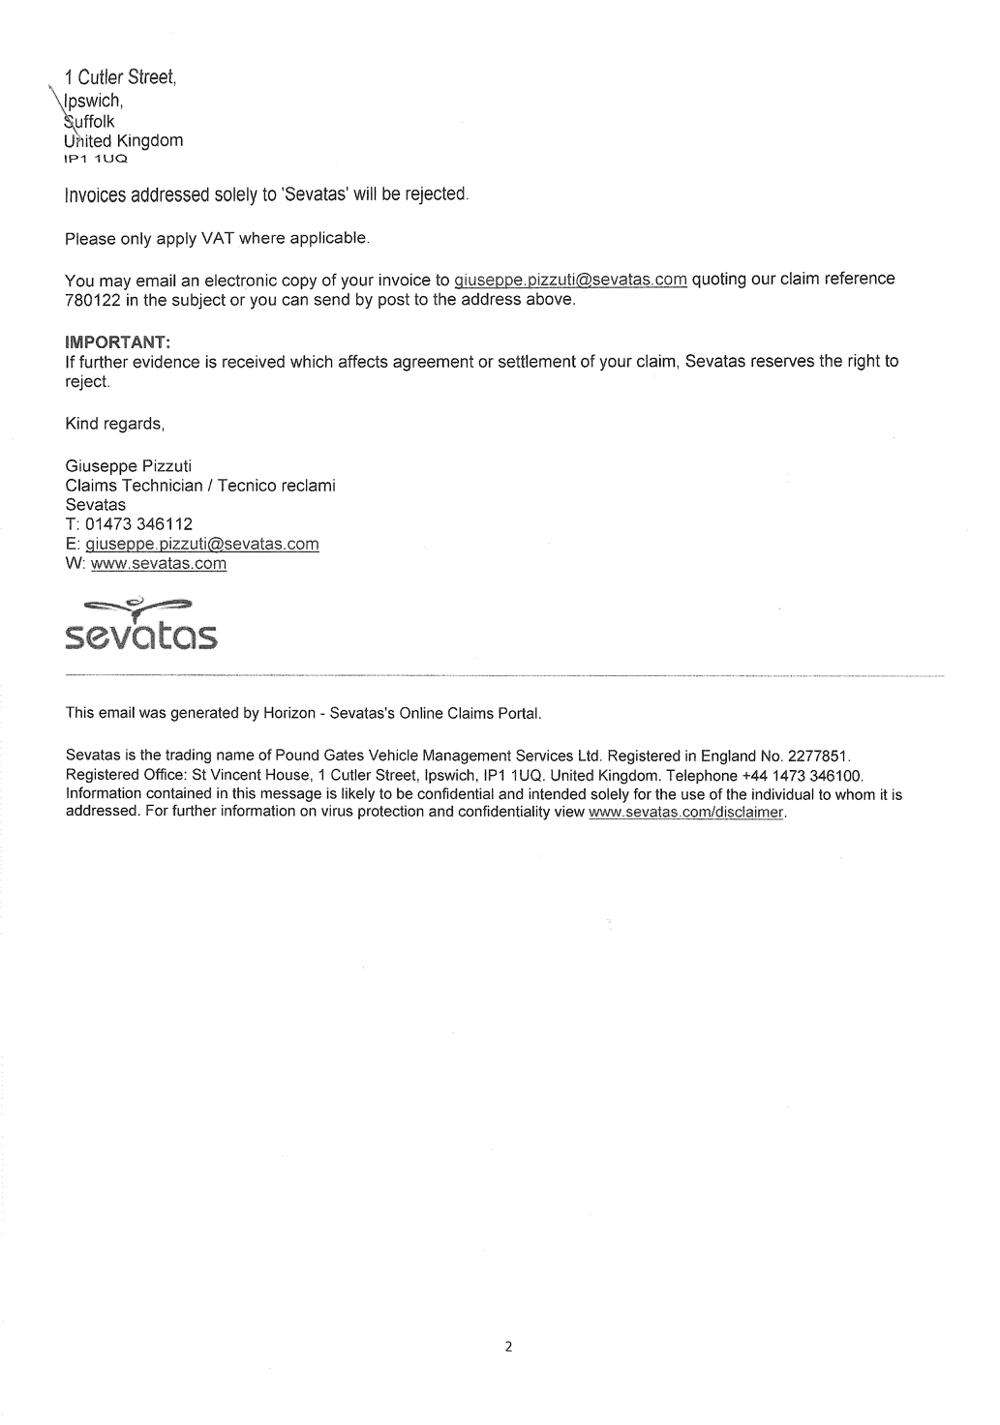 1 Cutler Street,
Ipswich,
Suffolk
United Kingdom
IP1 1UQ
Invoices addressed solely to 'Sevatas' will be rejected.
Please only apply VAT where applicable.
You may email an electronic copy of your invoice to giuseppe.pizzuti@sevatas.com quoting our claim reference
780122 in the subject or you can send by post to the address above.
IMPORTANT:
If further evidence is received which affects agreement or settlement of your claim, Sevatas reserves the right to
reject.
Kind regards,
Giuseppe Pizzuti
Claims Technician / Tecnico reclami
Sevatas
T: 01473 346112
E: giuseppe.pizzuti@sevatas.com
W: www.sevatas.com
sevatas
This email was generated by Horizon - Sevatas's Online Claims Portal.
Sevatas is the trading name of Pound Gates Vehicle Management Services Ltd. Registered in England No. 2277851.
Registered Office: St Vincent House, 1 Cutler Street, Ipswich, IP1 1UQ. United Kingdom. Telephone +44 1473 346100.
Information contained in this message is likely to be confidential and intended solely for the use of the individual to whom it is
addressed. For further information on virus protection and confidentiality view www.sevatas.com/disclaimer.
2